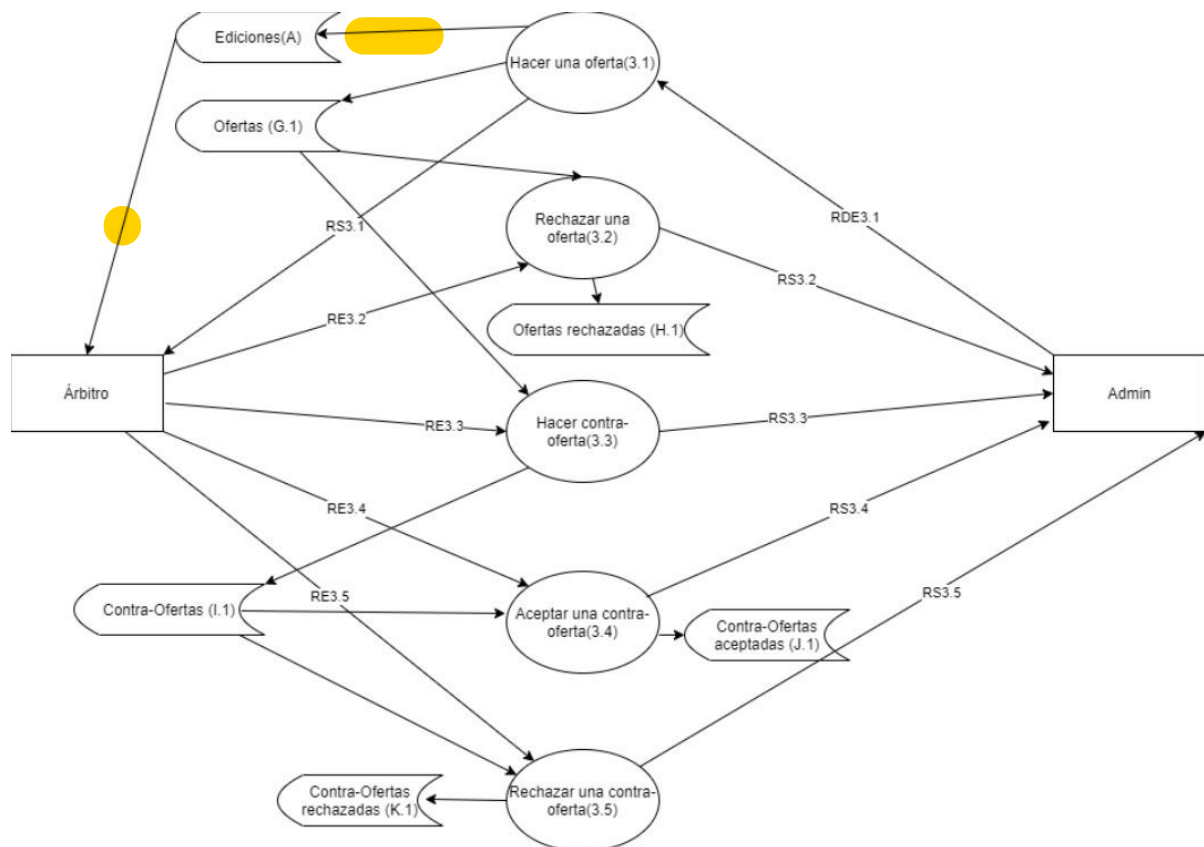 Ediciones(A)
Hacer una oferta(3.1)
Ofertas (G.1)
RS3.1
Rechazar una
oferta(3.2)
RDE3.1
RS3.2
RE3.2
Ofertas rechazadas (H.1)
Árbitro
Admin
RE3.3
Hacer contra-
oferta(3.3)
RS3.3
RE3.4
RS3.4
RE3.5
RS3.5
Contra-Ofertas (I.1)
Aceptar una contra-
oferta(3.4)
Contra-Ofertas
aceptadas (J.1)
Contra-Ofertas
rechazadas (K.1)
Rechazar una contra-
oferta(3.5)